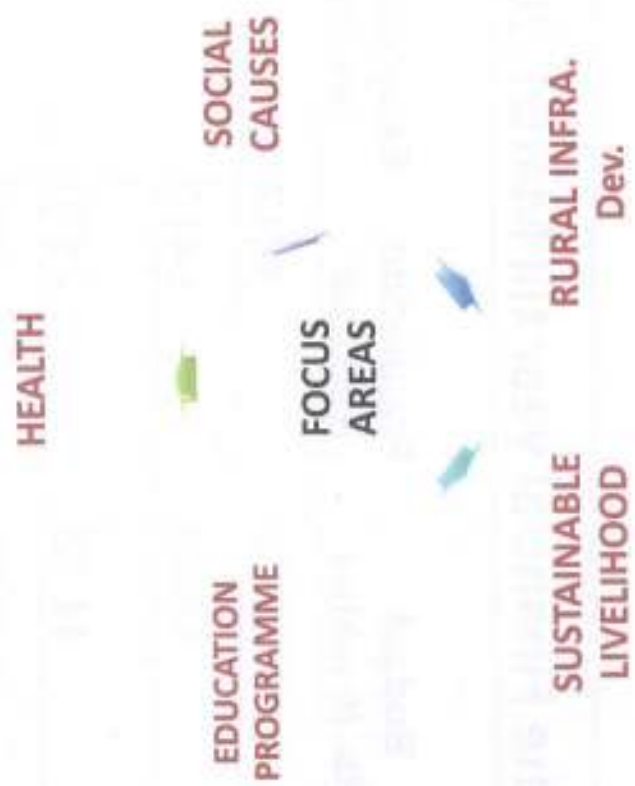 HEALTH
SOCIAL
CAUSES
RURAL INFRA.
Dev.
SUSTAINABLE
LIVELIHOOD
EDUCATION
PROGRAMME
FOCUS
AREAS